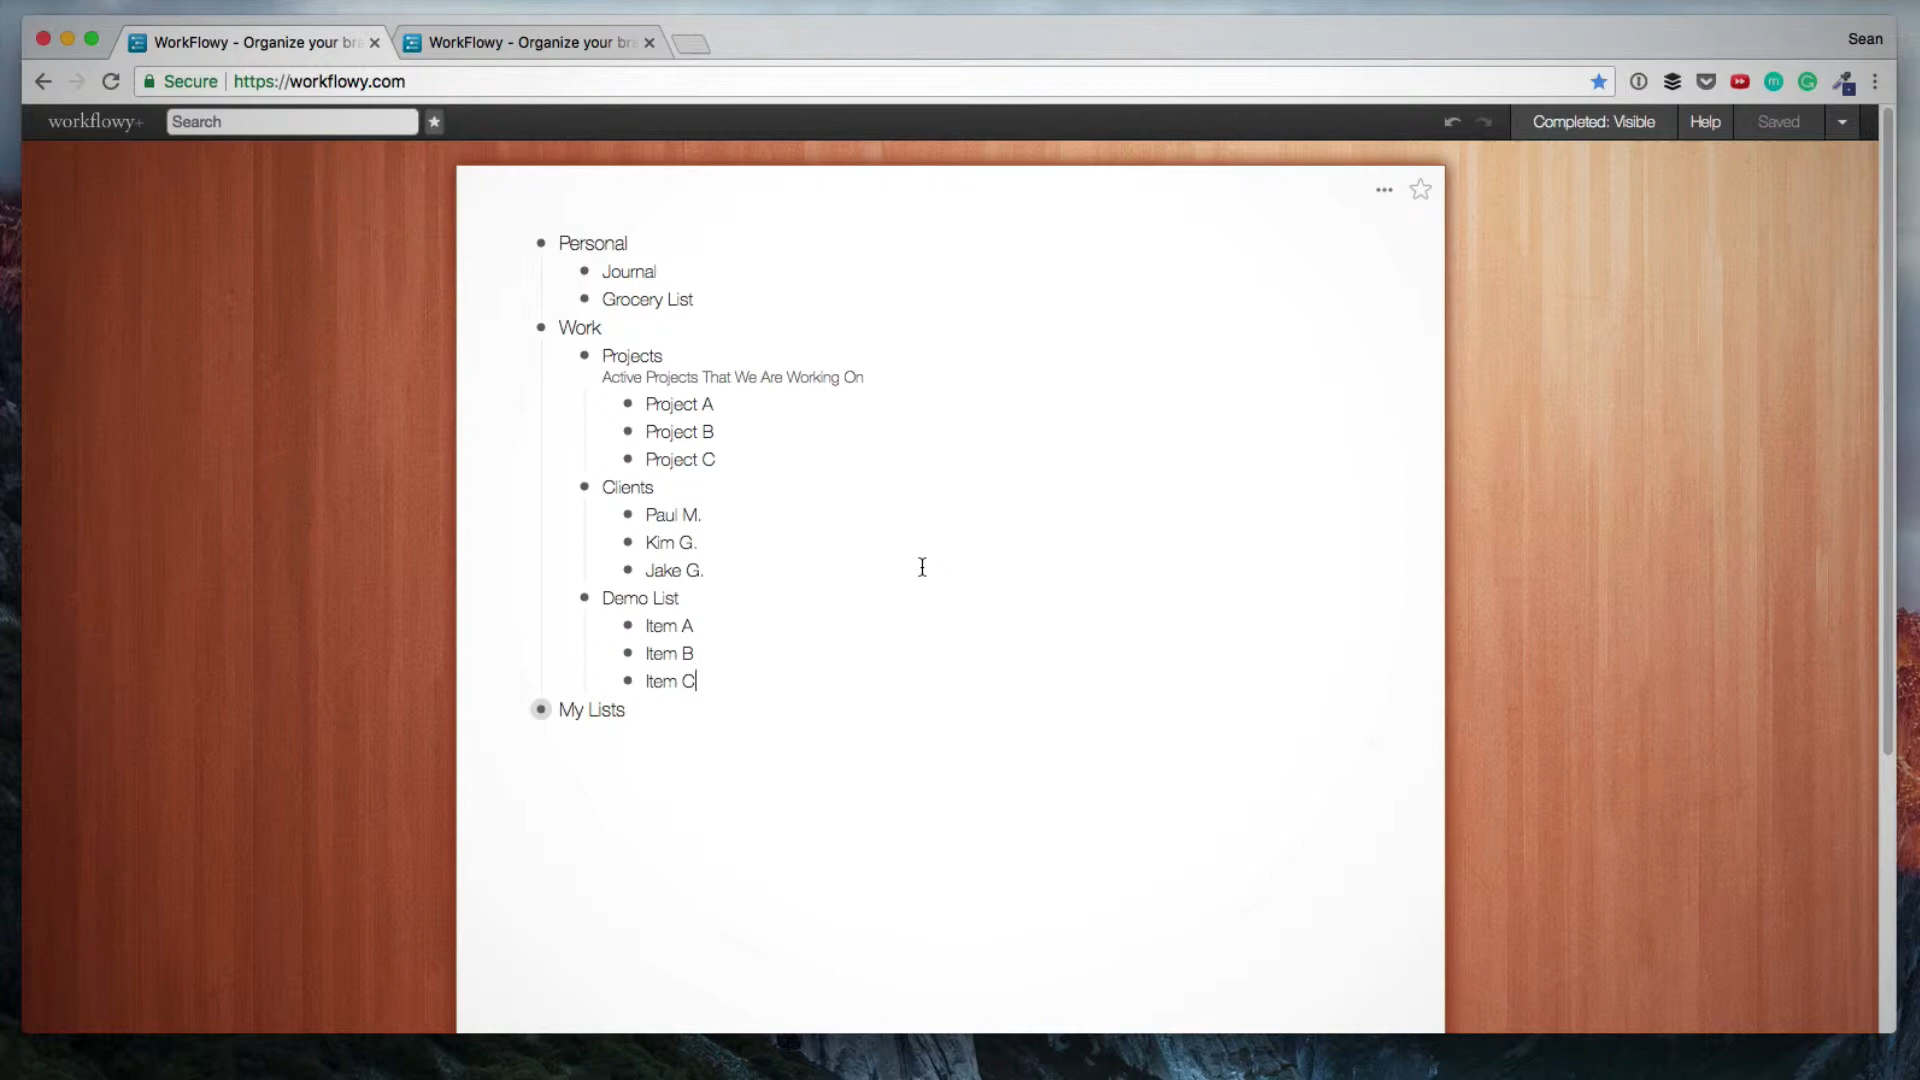 WorkFlowy - Organize your bra
WorkFlowy - Organize your bra
Sean
Secure
https://workflowy.com
workflowy+
Search
Completed: Visible
Help
Saved
Personal
Journal
Grocery List
Work
Projects
Active Projects That We Are Working On
Project A
Project B
Project C
Clients
Paul M.
Kim G.
Jake G.
Demo List
Item A
Item B
Item C
My Lists